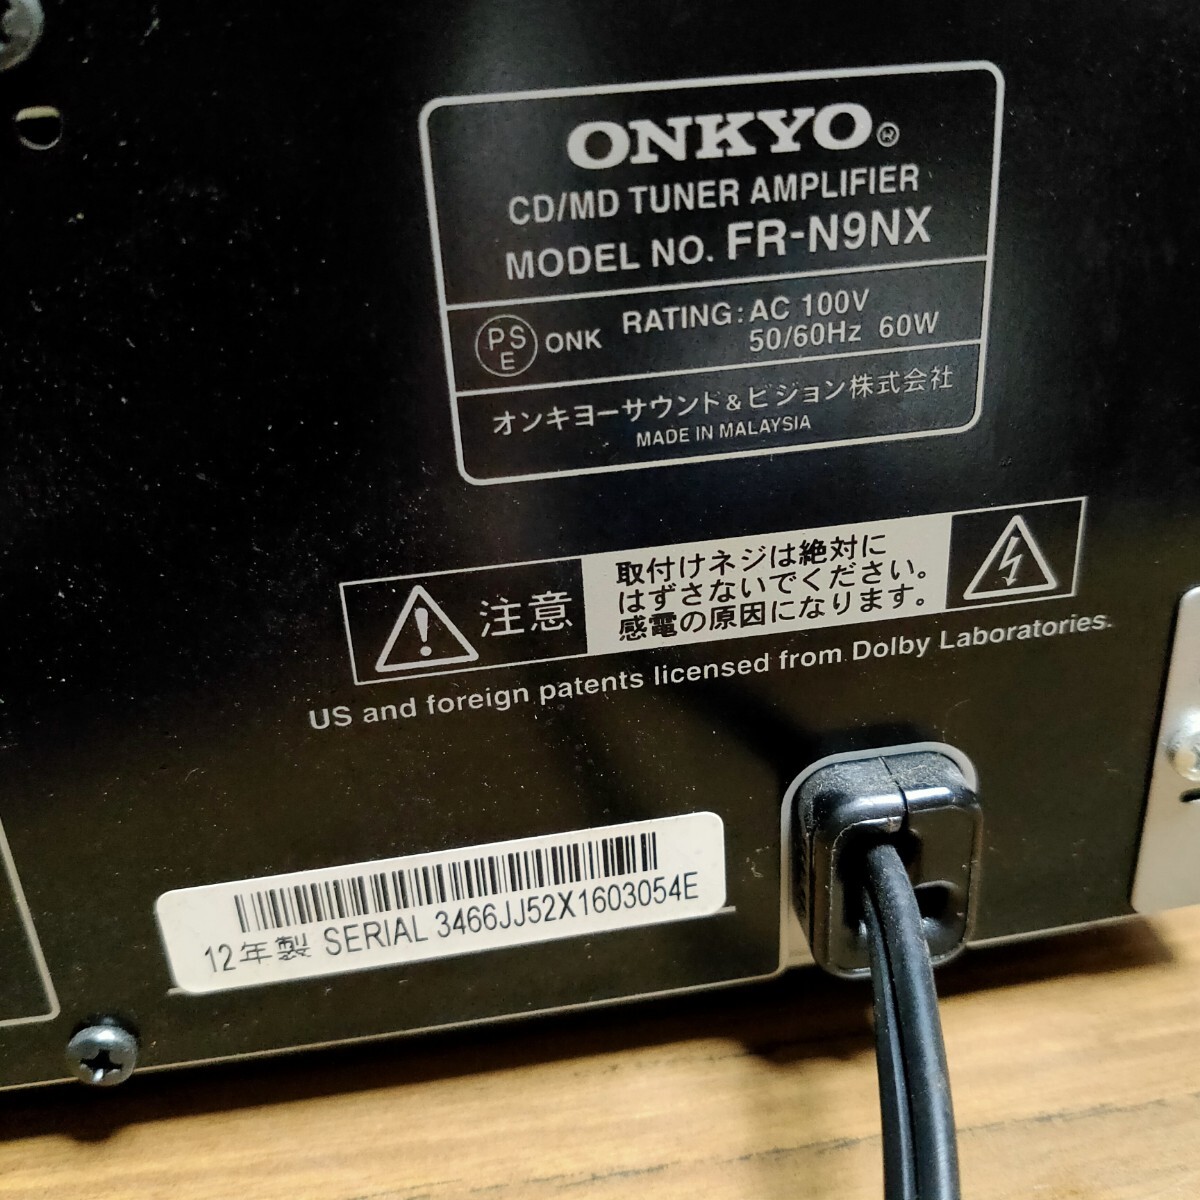 ONKYO®
CD/MD TUNER AMPLIFIER
MODEL NO. FR-N9NX
PSE ONK RATING: AC 100V
50/60Hz 60W
オンキヨーサウンド&ビジョン株式会社
MADE IN MALAYSIA
注意
取付けネジは絶対に
はずさないでください。
感電の原因になります。
US and foreign patents licensed from Dolby Laboratories.
12年製 SERIAL 3466JJ52X1603054E